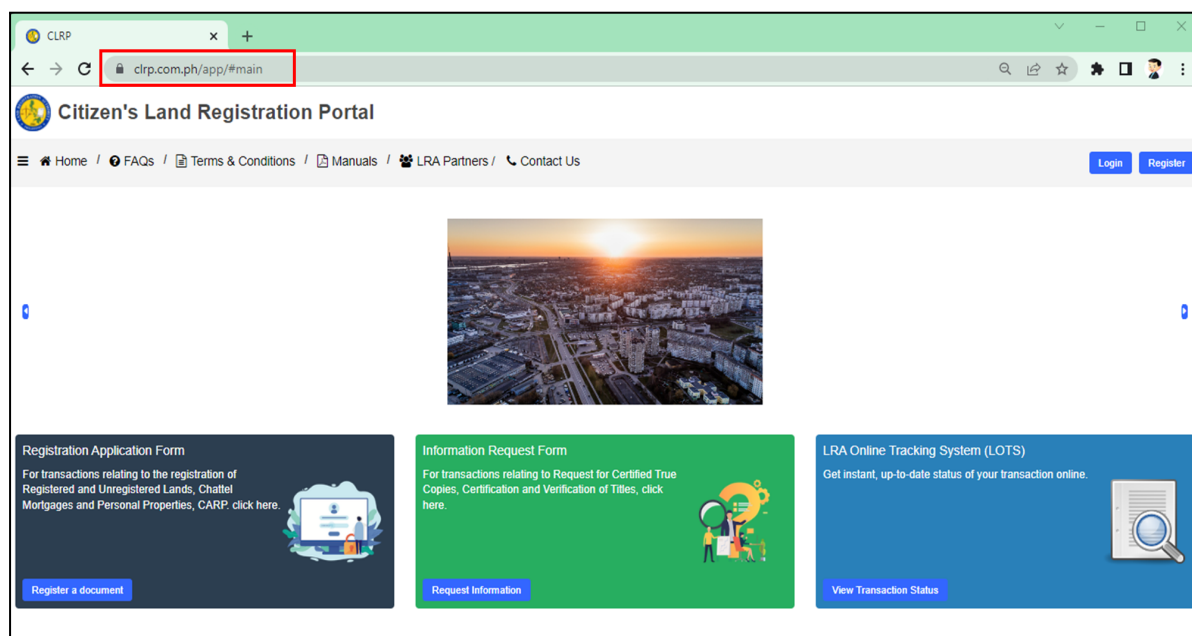 CLRP
clrp.com.ph/app/#main
Citizen's Land Registration Portal
Home / FAQs / Terms & Conditions / Manuals / LRA Partners / Contact Us
Login Register
Registration Application Form
For transactions relating to the registration of
Registered and Unregistered Lands, Chattel
Mortgages and Personal Properties, CARP. click here.
Register a document
Information Request Form
For transactions relating to Request for Certified True
Copies, Certification and Verification of Titles, click
here.
Request Information
LRA Online Tracking System (LOTS)
Get instant, up-to-date status of your transaction online.
View Transaction Status